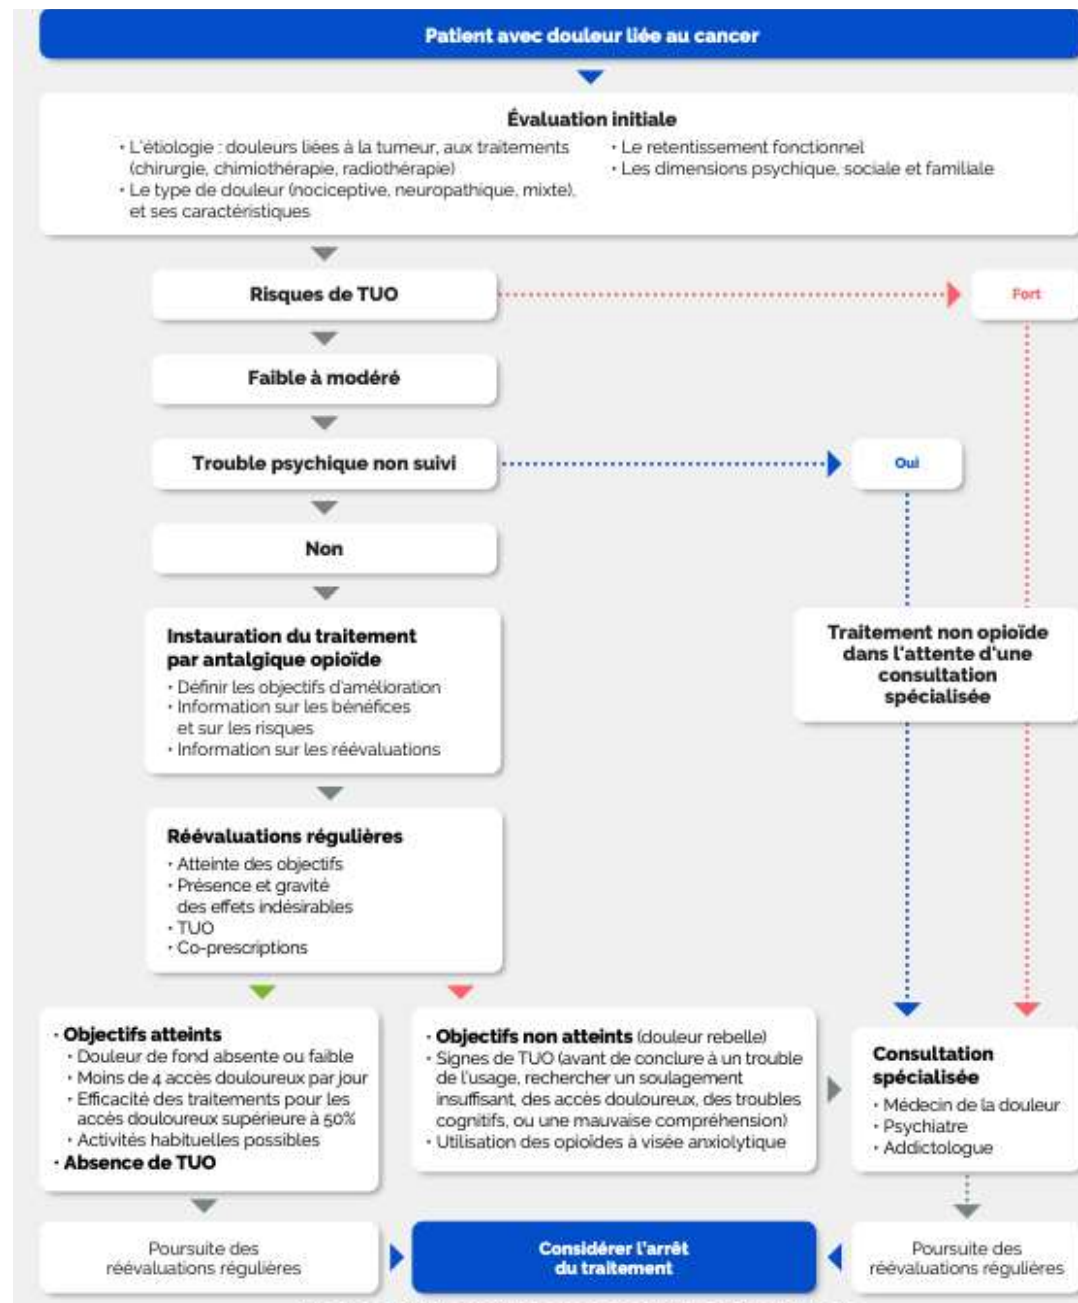 Patient avec douleur liée au cancer
Évaluation initiale
• L'étiologie : douleurs liées à la tumeur, aux traitements
(chirurgie, chimiothérapie, radiothérapie)
• Le type de douleur (nociceptive, neuropathique, mixte),
et ses caractéristiques
• Le retentissement fonctionnel
• Les dimensions psychique, sociale et familiale
Risques de TUO
Fort
Faible à modéré
Trouble psychique non suivi
Oui
Non
Instauration du traitement
par antalgique opioïde
• Définir les objectifs d'amélioration
• Information sur les bénéfices
et sur les risques
• Information sur les réévaluations
Traitement non opioïde
dans l'attente d'une
consultation
spécialisée
Réévaluations régulières
• Atteinte des objectifs
• Présence et gravité
des effets indésirables
• TUO
• Co-prescriptions
• Objectifs atteints
• Douleur de fond absente ou faible
• Moins de 4 accès douloureux par jour
• Efficacité des traitements pour les
accès douloureux supérieure à 50%
• Activités habituelles possibles
• Absence de TUO
• Objectifs non atteints (douleur rebelle)
• Signes de TUO (avant de conclure à un trouble
de l'usage, rechercher un soulagement
insuffisant, des accès douloureux, des troubles
cognitifs, ou une mauvaise compréhension)
• Utilisation des opioïdes à visée anxiolytique
Consultation
spécialisée
• Médecin de la douleur
• Psychiatre
• Addictologue
Poursuite des
réévaluations régulières
Considérer l'arrêt
du traitement
Poursuite des
réévaluations régulières